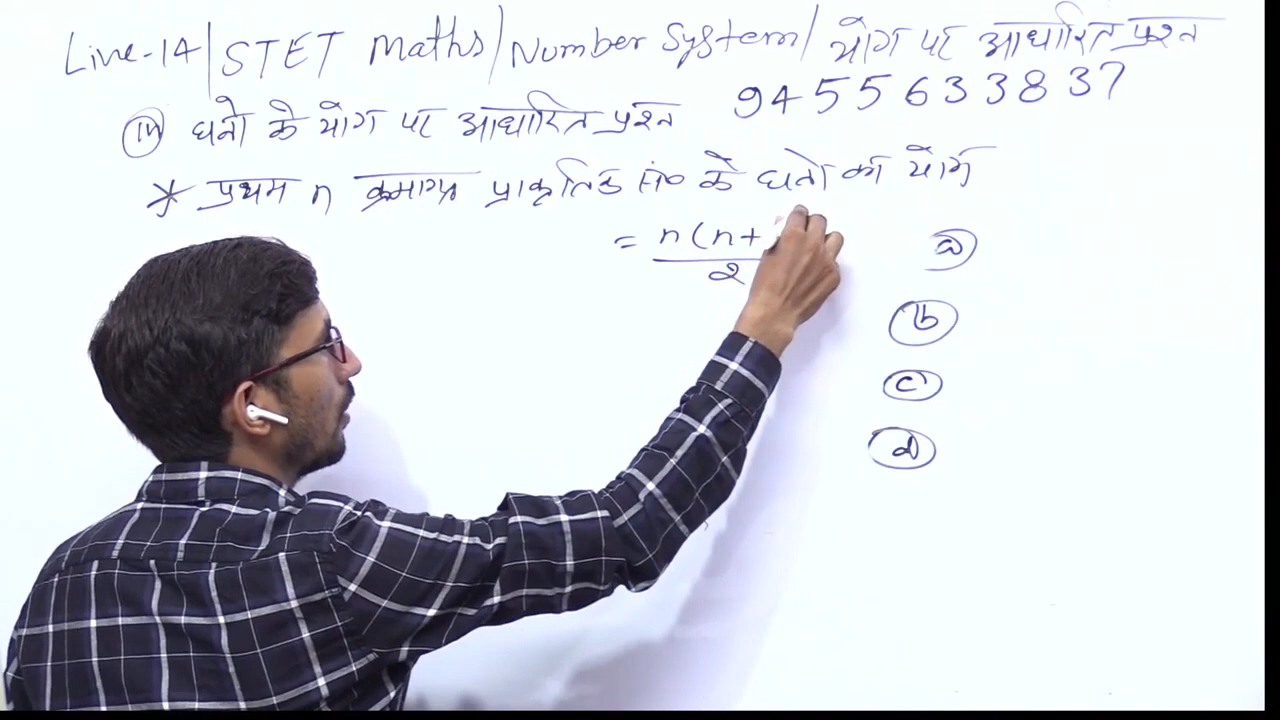 Live-14/STET Maths/Number System/योग पर आधारित प्रश्न
9455633837
(iv) घनो के योग पर आधारित प्रश्न
* प्रथम n क्रमागत प्राकृतिक सं० के घनो का योग
= n(n+
2
(a)
(b)
(c)
(d)